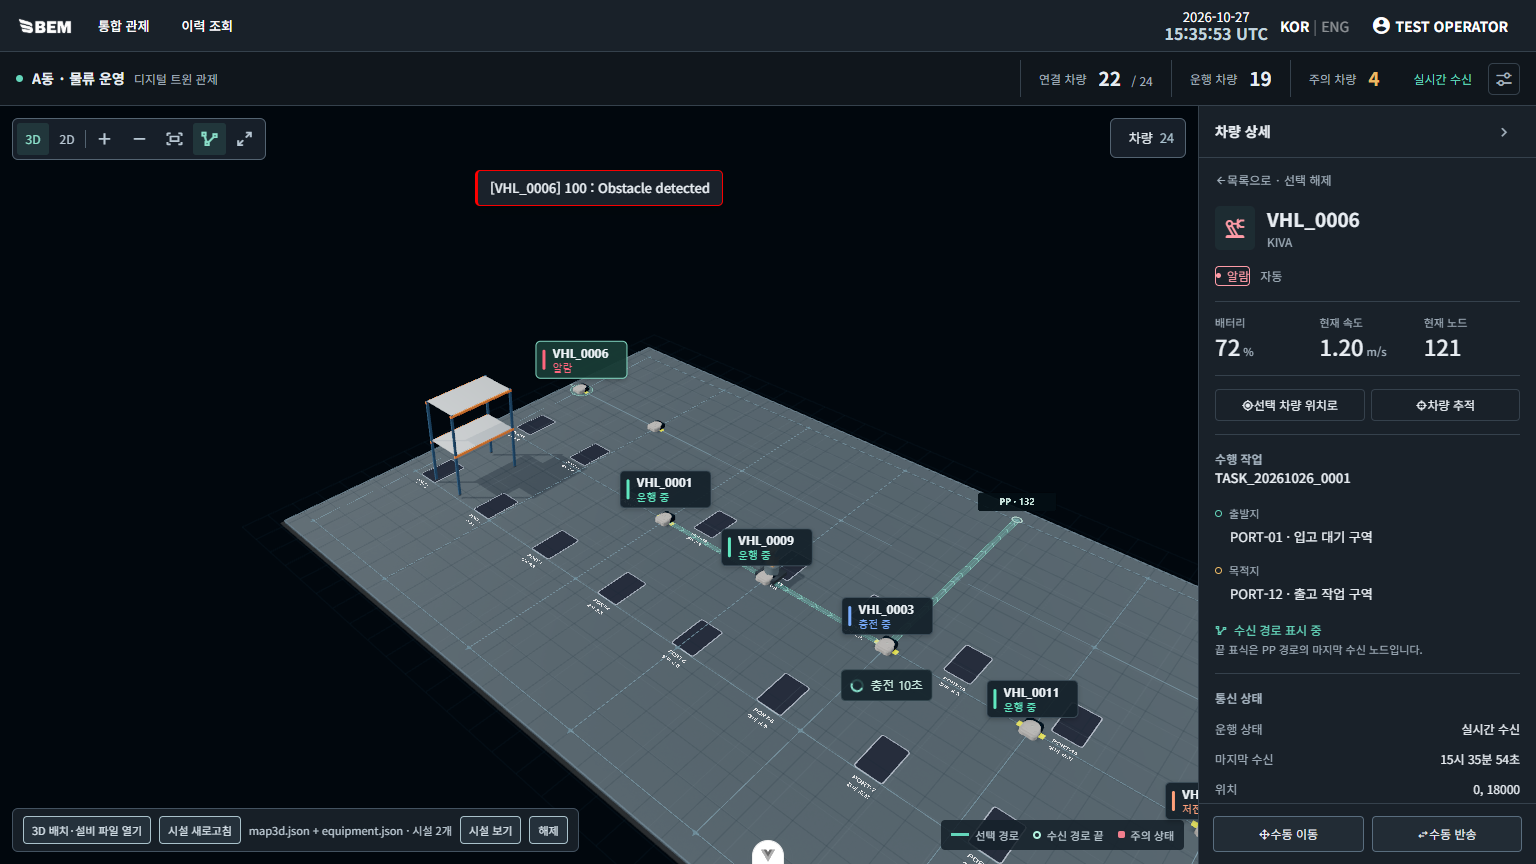 BEM 통합 관제 이력 조회
2026-10-27
15:35:53 UTC
KOR | ENG
TEST OPERATOR
A동 · 물류 운영 디지털 트윈 관제
연결 차량 22 / 24
운행 차량 19
주의 차량 4
실시간 수신
3D 2D
차량 24
[VHL_0006] 100 : Obstacle detected
VHL_0006
알람
VHL_0001
운행 중
VHL_0009
운행 중
PP · 132
VHL_0003
충전 중
충전 10초
VHL_0011
운행 중
VH
저전
3D 배치·설비 파일 열기
시설 새로고침
map3d.json + equipment.json · 시설 2개
시설 보기
해제
선택 경로
수신 경로 끝
주의 상태
차량 상세
목록으로 · 선택 해제
VHL_0006
KIVA
알람 자동
배터리
72 %
현재 속도
1.20 m/s
현재 노드
121
선택 차량 위치로
차량 추적
수행 작업
TASK_20261026_0001
출발지
PORT-01 · 입고 대기 구역
목적지
PORT-12 · 출고 작업 구역
수신 경로 표시 중
끝 표식은 PP 경로의 마지막 수신 노드입니다.
통신 상태
운행 상태 실시간 수신
마지막 수신 15시 35분 54초
위치 0, 18000
수동 이동
수동 반송